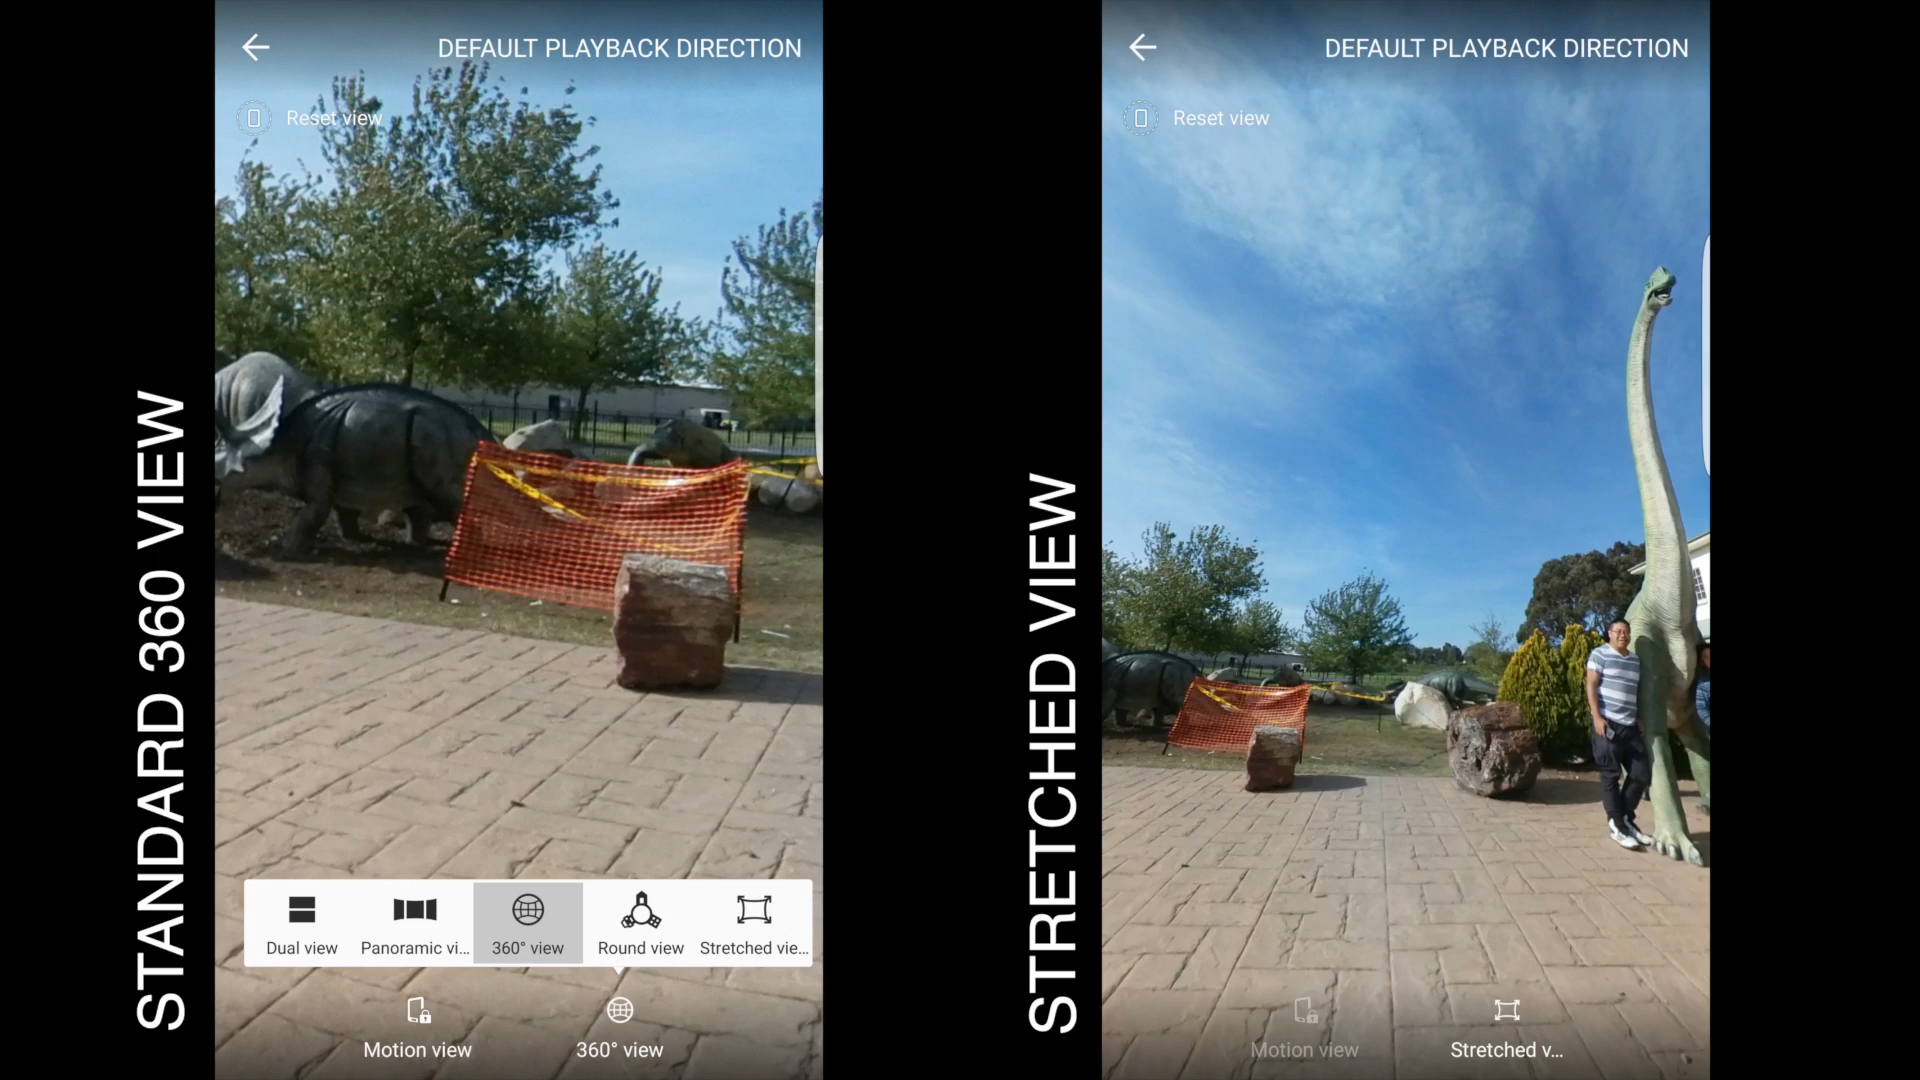 STANDARD 360 VIEW
DEFAULT PLAYBACK DIRECTION
Reset view
Dual view
Panoramic vi...
360° view
Round view
Stretched vie...
Motion view
360° view
STRETCHED VIEW
DEFAULT PLAYBACK DIRECTION
Reset view
Motion view
Stretched v...